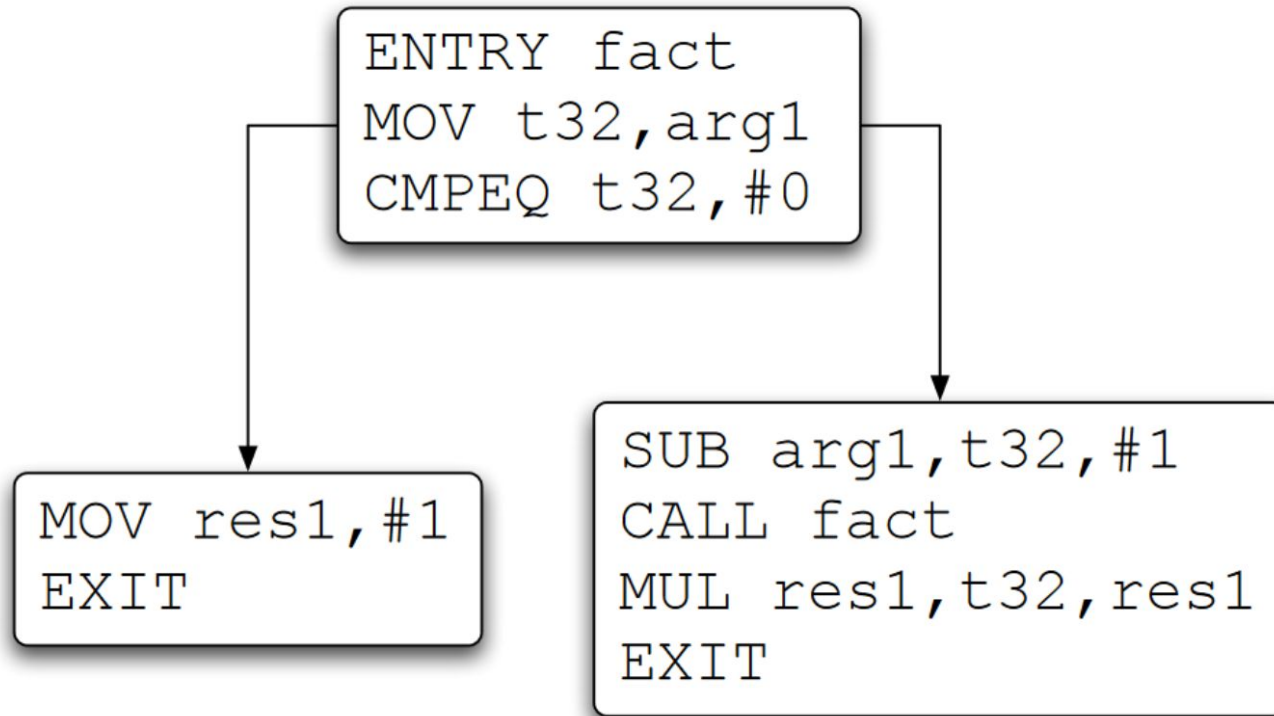 ENTRY fact
MOV t32,arg1
CMPEQ t32,#0
MOV res1,#1
EXIT
SUB arg1,t32,#1
CALL fact
MUL res1,t32,res1
EXIT